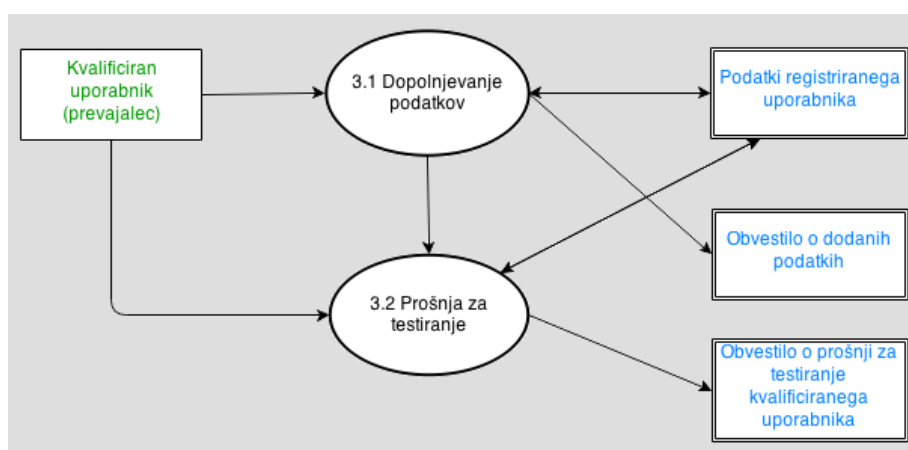 Kvalificiran
uporabnik
(prevajalec)
3.1 Dopolnjevanje
podatkov
Podatki registriranega
uporabnika
Obvestilo o dodanih
podatkih
3.2 Prošnja za
testiranje
Obvestilo o prošnji za
testiranje
kvalificiranega
uporabnika